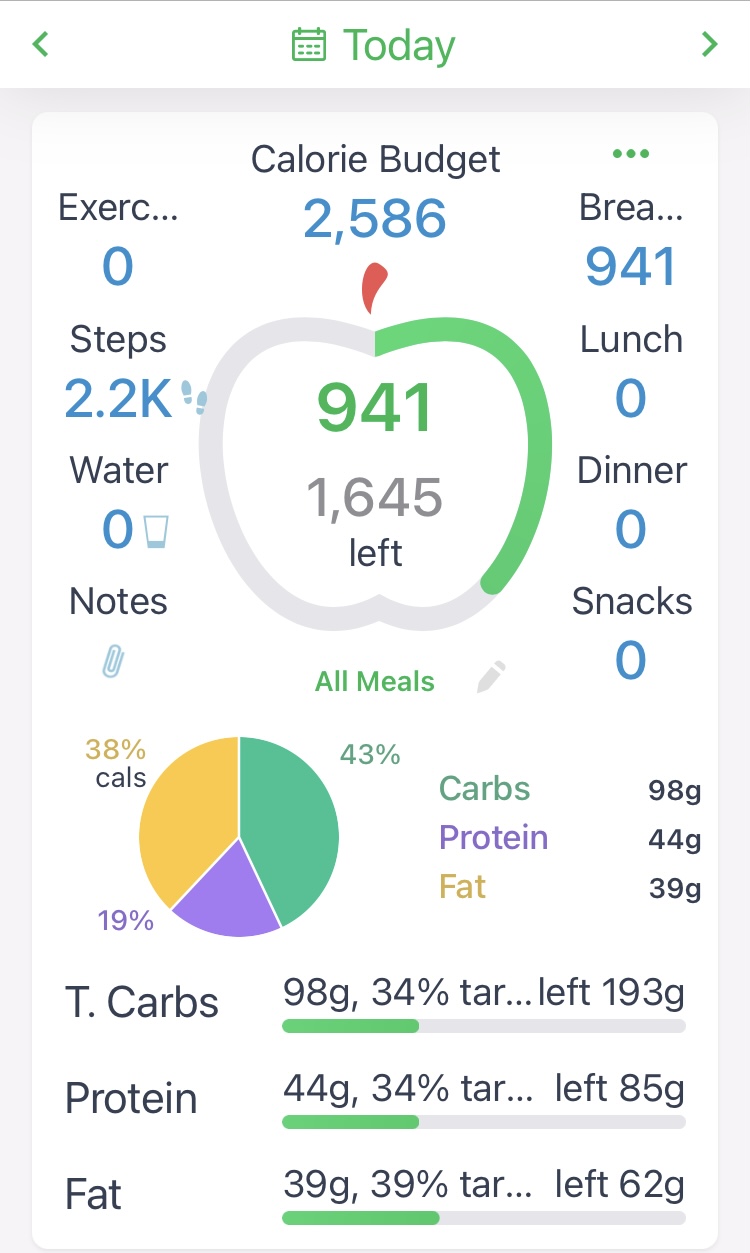 Today
Calorie Budget
2,586
Exerc...
0
Steps
2.2K
Water
0
Notes
941
1,645
left
All Meals
Brea...
941
Lunch
0
Dinner
0
Snacks
0
38%
cals
43%
19%
Carbs 98g
Protein 44g
Fat 39g
T. Carbs 98g, 34% tar... left 193g
Protein 44g, 34% tar... left 85g
Fat 39g, 39% tar... left 62g